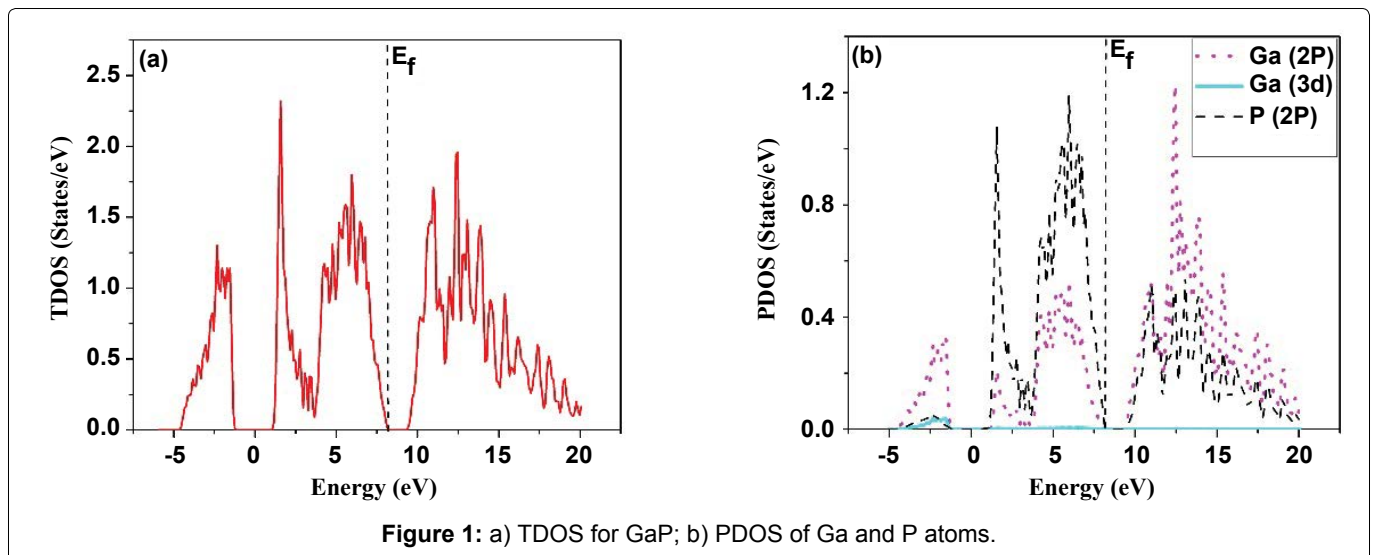 (a)
E_f
2.5
2.0
1.5
1.0
0.5
0.0
TDOS (States/eV)
-5
0
5
10
15
20
Energy (eV)
(b)
E_f
Ga (2P)
Ga (3d)
P (2P)
1.2
0.8
0.4
0.0
PDOS (States/eV)
-5
0
5
10
15
20
Energy (eV)
Figure 1: a) TDOS for GaP; b) PDOS of Ga and P atoms.